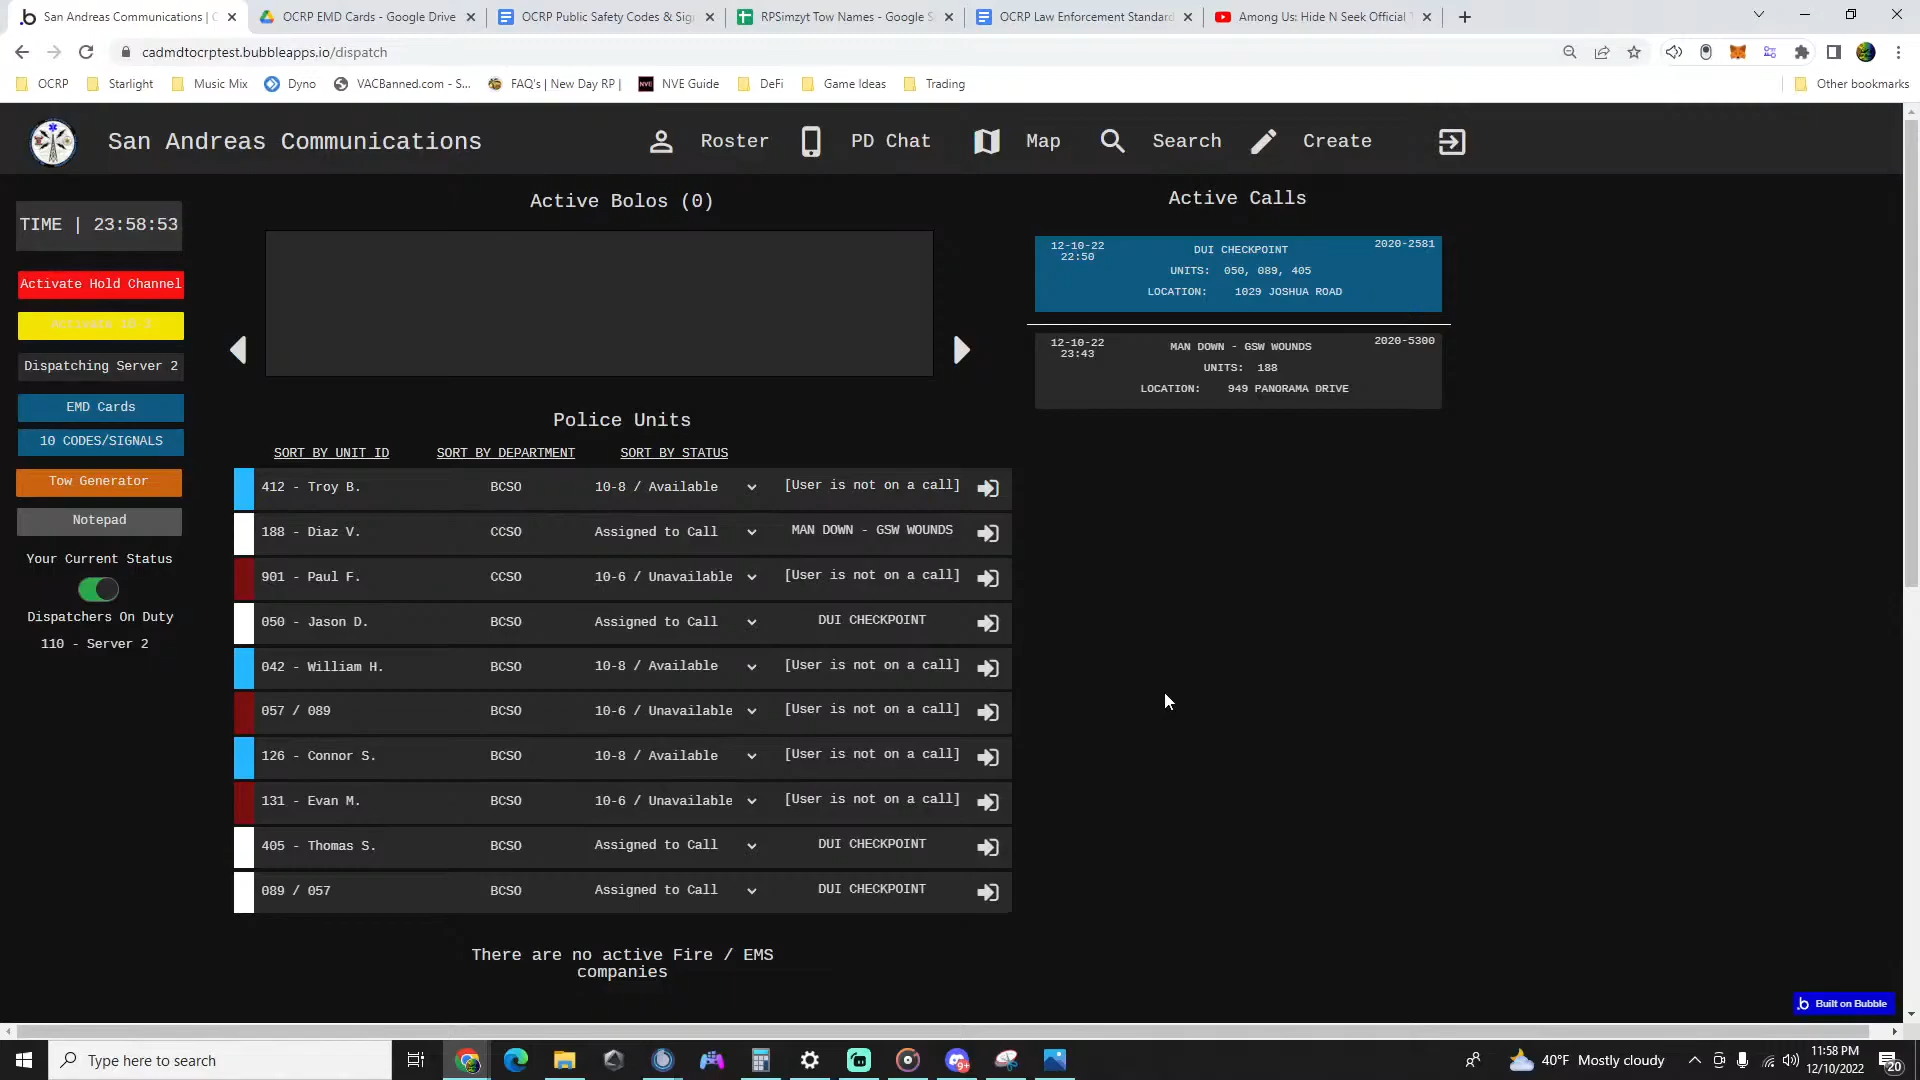 San Andreas Communications | C
OCRP EMD Cards - Google Drive
OCRP Public Safety Codes & Sig
RPSimzyt Tow Names - Google S
OCRP Law Enforcement Standard
Among Us: Hide N Seek Official T
cadmdtocrptest.bubbleapps.io/dispatch
OCRP
Starlight
Music Mix
Dyno
VACBanned.com - S...
FAQ's | New Day RP |
NVE NVE Guide
DeFi
Game Ideas
Trading
Other bookmarks
San Andreas Communications
Roster
PD Chat
Map
Search
Create
TIME | 23:58:53
Activate Hold Channel
Activate 10-3
Dispatching Server 2
EMD Cards
10 CODES/SIGNALS
Tow Generator
Notepad
Your Current Status
Dispatchers On Duty
110 - Server 2
Active Bolos (0)
Police Units
SORT BY UNIT ID SORT BY DEPARTMENT SORT BY STATUS
412 - Troy B. BCSO 10-8 / Available [User is not on a call]
188 - Diaz V. CCSO Assigned to Call MAN DOWN - GSW WOUNDS
901 - Paul F. CCSO 10-6 / Unavailable [User is not on a call]
050 - Jason D. BCSO Assigned to Call DUI CHECKPOINT
042 - William H. BCSO 10-8 / Available [User is not on a call]
057 / 089 BCSO 10-6 / Unavailable [User is not on a call]
126 - Connor S. BCSO 10-8 / Available [User is not on a call]
131 - Evan M. BCSO 10-6 / Unavailable [User is not on a call]
405 - Thomas S. BCSO Assigned to Call DUI CHECKPOINT
089 / 057 BCSO Assigned to Call DUI CHECKPOINT
There are no active Fire / EMS
companies
Active Calls
12-10-22 DUI CHECKPOINT 2020-2581
22:50
UNITS: 050, 089, 405
LOCATION: 1029 JOSHUA ROAD
12-10-22 MAN DOWN - GSW WOUNDS 2020-5300
23:43
UNITS: 188
LOCATION: 949 PANORAMA DRIVE
b Built on Bubble
Type here to search
9+
40°F Mostly cloudy
11:58 PM
12/10/2022
20